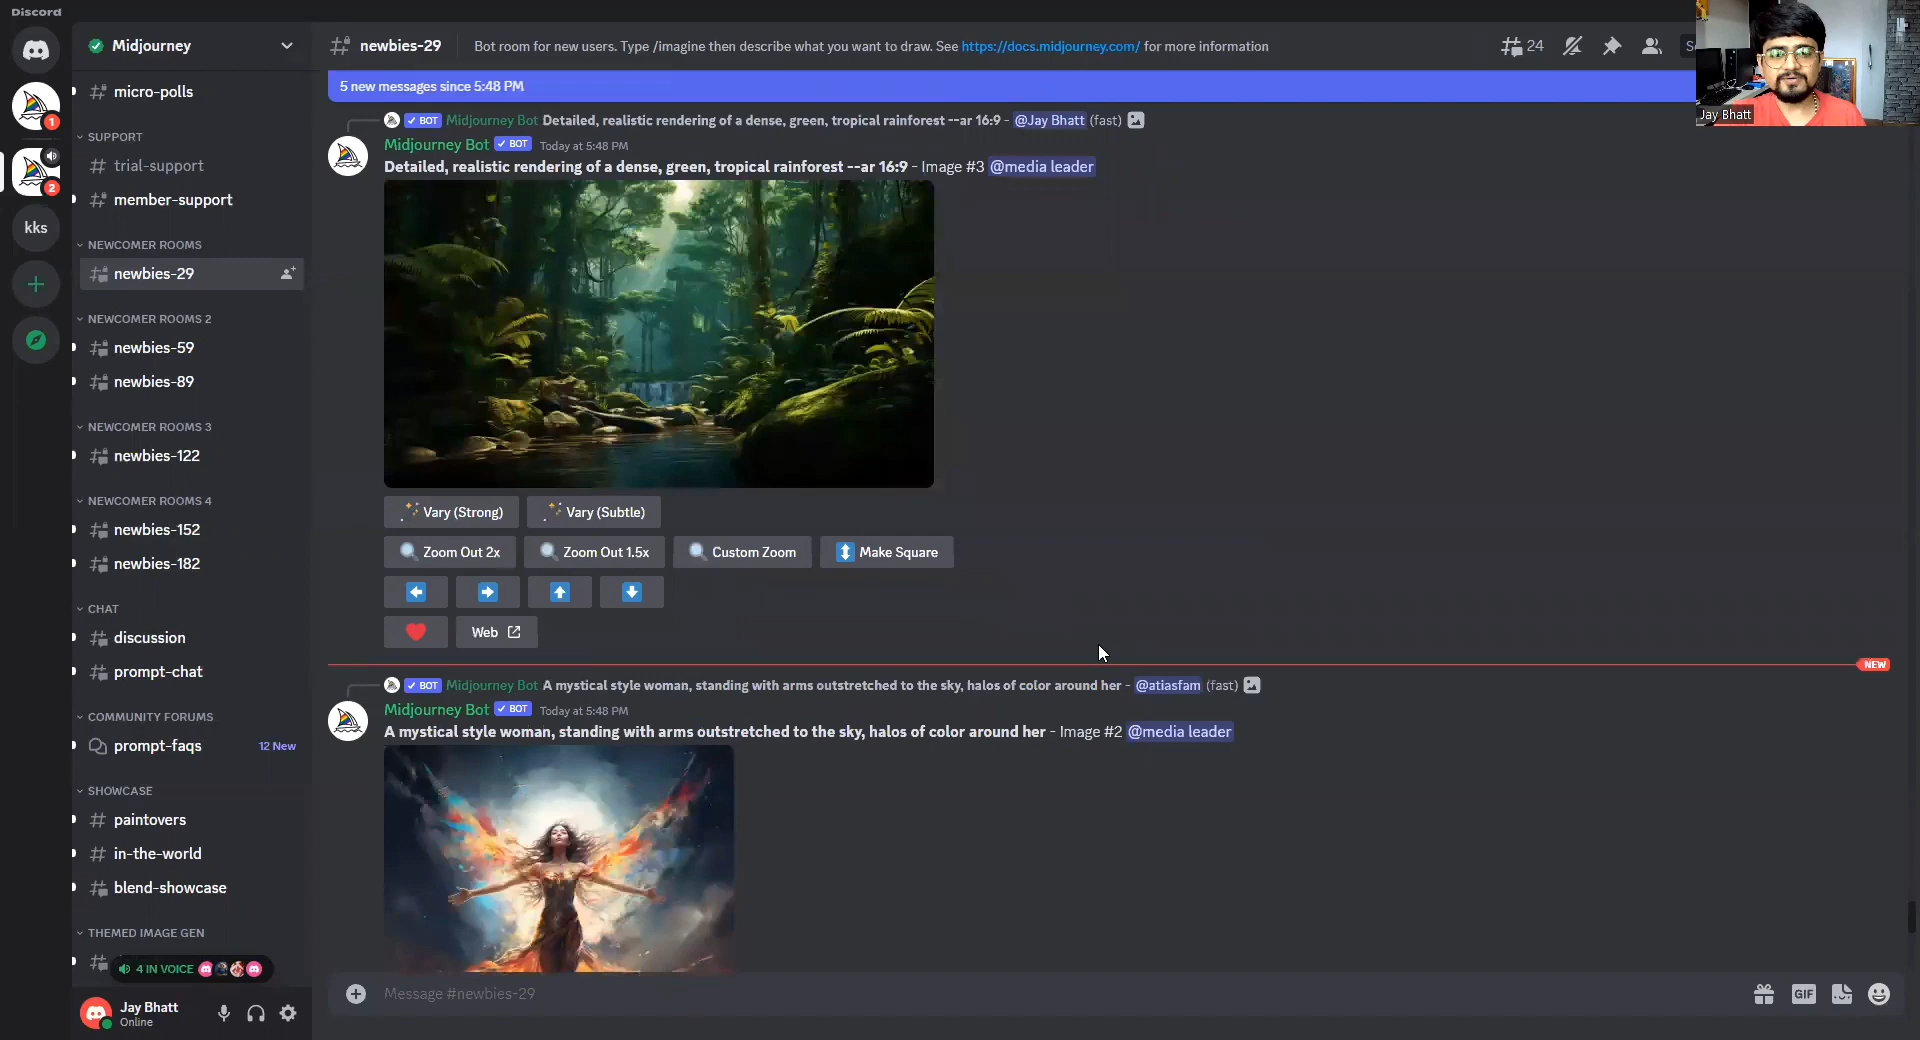 Discord
Midjourney
newbies-29
Bot room for new users. Type /imagine then describe what you want to draw. See https://docs.midjourney.com/ for more information
24
Jay Bhatt
5 new messages since 5:48 PM
1
2
kks
micro-polls
SUPPORT
trial-support
member-support
NEWCOMER ROOMS
newbies-29
NEWCOMER ROOMS 2
newbies-59
newbies-89
NEWCOMER ROOMS 3
newbies-122
NEWCOMER ROOMS 4
newbies-152
newbies-182
CHAT
discussion
prompt-chat
COMMUNITY FORUMS
prompt-faqs 12 New
SHOWCASE
paintovers
in-the-world
blend-showcase
THEMED IMAGE GEN
4 IN VOICE
Jay Bhatt
Online
BOT Midjourney Bot Detailed, realistic rendering of a dense, green, tropical rainforest --ar 16:9 - @Jay Bhatt (fast)
Midjourney Bot BOT Today at 5:48 PM
Detailed, realistic rendering of a dense, green, tropical rainforest --ar 16:9 - Image #3 @media leader
Vary (Strong) Vary (Subtle)
Zoom Out 2x Zoom Out 1.5x Custom Zoom Make Square
Web
NEW
BOT Midjourney Bot A mystical style woman, standing with arms outstretched to the sky, halos of color around her - @atiasfam (fast)
Midjourney Bot BOT Today at 5:48 PM
A mystical style woman, standing with arms outstretched to the sky, halos of color around her - Image #2 @media leader
Message #newbies-29
GIF